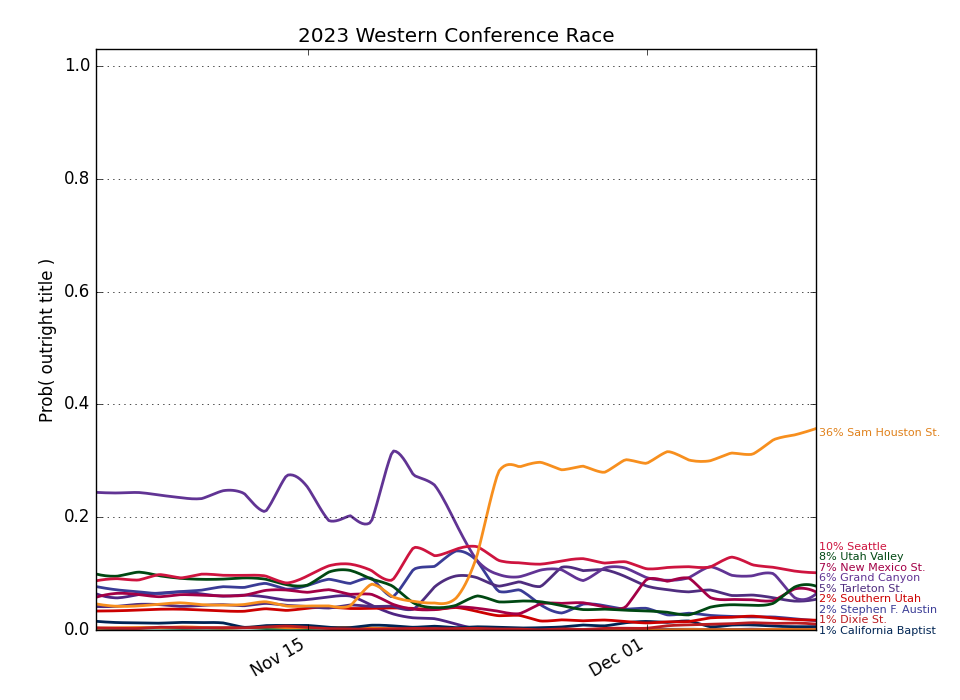 2023 Western Conference Race
1.0
0.8
0.6
0.4
0.2
0.0
Prob( outright title )
Nov 15
Dec 01
36% Sam Houston St.
10% Seattle
8% Utah Valley
7% New Mexico St.
6% Grand Canyon
5% Tarleton St.
2% Southern Utah
2% Stephen F. Austin
1% Dixie St.
1% California Baptist